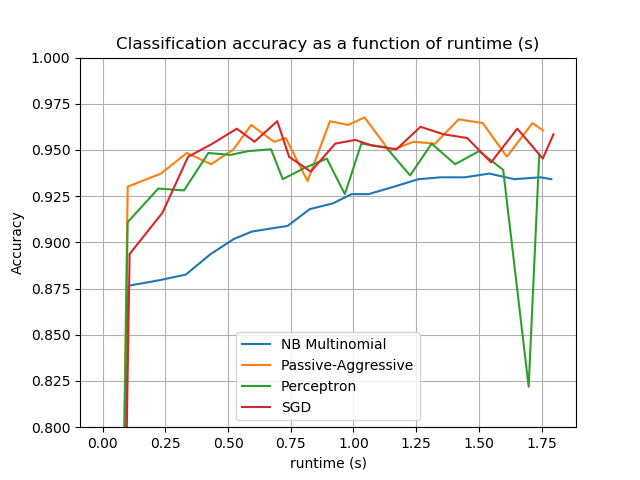 Classification accuracy as a function of runtime (s)
1.000
0.975
0.950
0.925
0.900
0.875
0.850
0.825
0.800
Accuracy
NB Multinomial
Passive-Aggressive
Perceptron
SGD
0.00 0.25 0.50 0.75 1.00 1.25 1.50 1.75
runtime (s)